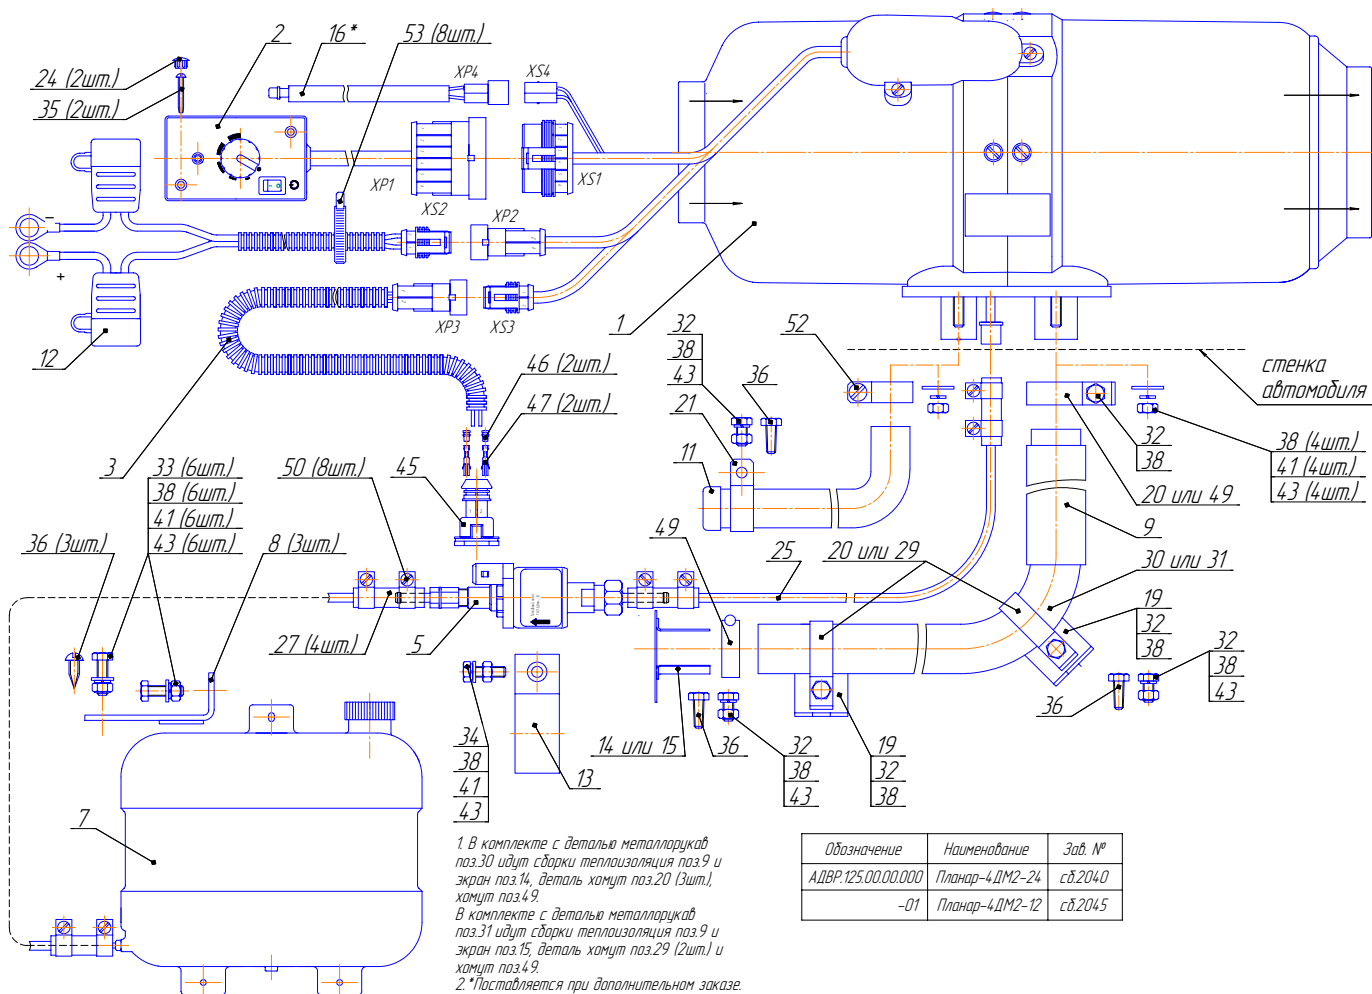 2
16*
53 (8шт.)
24 (2шт.)
35 (2шт.)
XP4
XS4
XP1
XS1
XS2
XP2
−
+
XP3
XS3
12
1
32
38
43
36
52
стенка
автомобиля
46 (2шт.)
47 (2шт.)
21
11
32
38
38 (4шт.)
41 (4шт.)
43 (4шт.)
20 или 49
3
33 (6шт.)
38 (6шт.)
41 (6шт.)
43 (6шт.)
50 (8шт.)
45
36 (3шт.)
8 (3шт.)
49
25
20 или 29
9
30 или 31
19
32
38
27 (4шт.)
5
36
32
38
43
34
38
41
43
13
14 или 15
36
32
38
43
19
32
38
7
1. В комплекте с деталью металлорукав
поз.30 идут сборки теплоизоляция поз.9 и
экран поз.14, деталь хомут поз.20 (3шт.),
хомут поз.49.
В комплекте с деталью металлорукав
поз.31 идут сборки теплоизоляция поз.9 и
экран поз.15, деталь хомут поз.29 (2шт.) и
хомут поз.49.
2.*Поставляется при дополнительном заказе.
Обозначение Наименование Зав. №
АДВР.125.00.00.000 Планар-4ДМ2-24 сб.2040
-01 Планар-4ДМ2-12 сб.2045